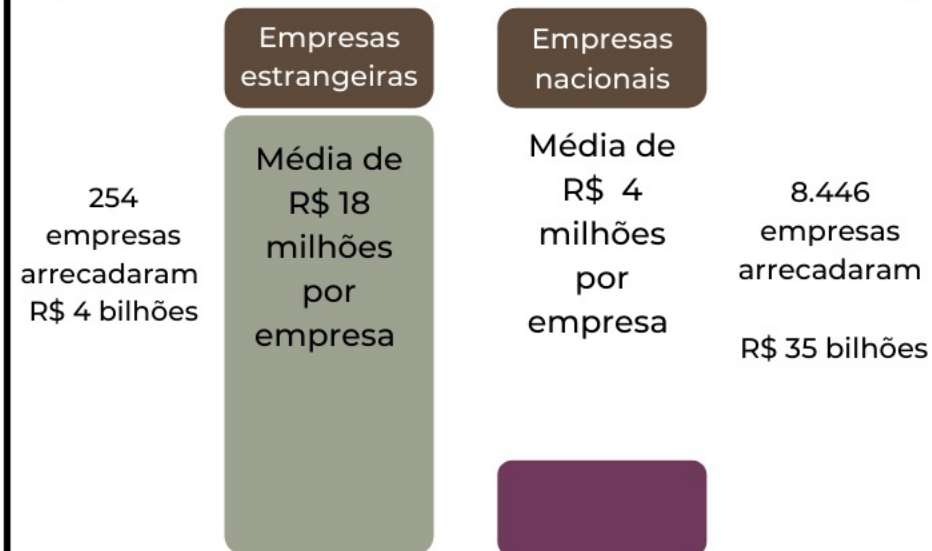 Empresas
estrangeiras
Empresas
nacionais
254
empresas
arrecadaram
R$ 4 bilhões
Média de
R$ 18
milhões
por
empresa
Média de
R$ 4
milhões
por
empresa
8.446
empresas
arrecadaram
R$ 35 bilhões